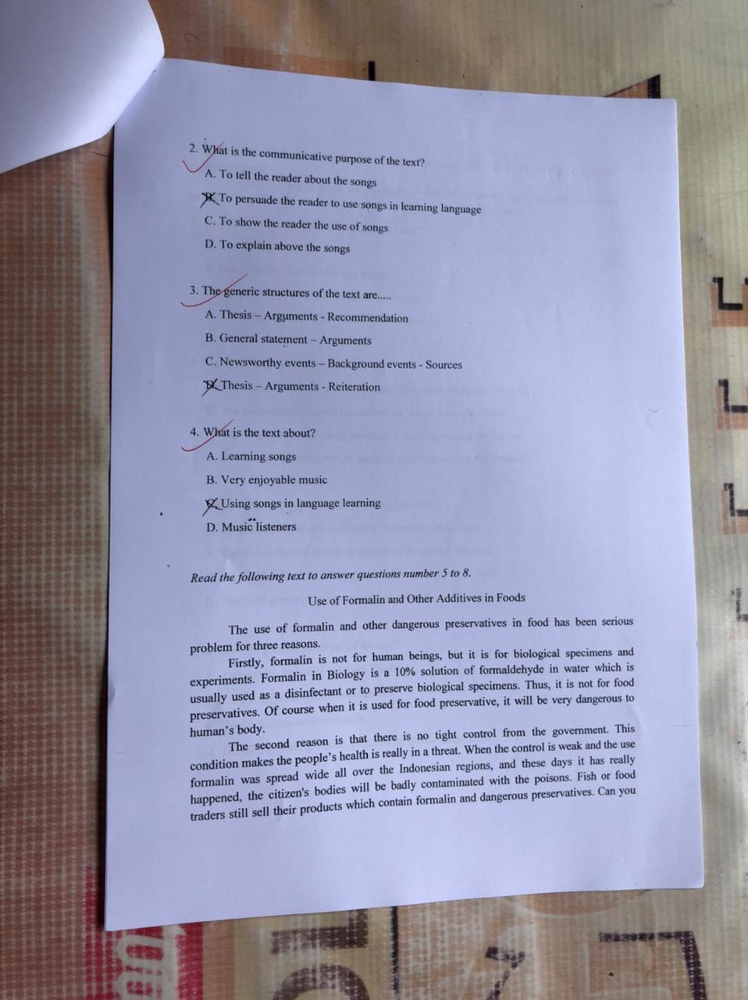 2. What is the communicative purpose of the text?
A. To tell the reader about the songs
B. To persuade the reader to use songs in learning language
C. To show the reader the use of songs
D. To explain above the songs
3. The generic structures of the text are.....
A. Thesis – Arguments - Recommendation
B. General statement – Arguments
C. Newsworthy events – Background events - Sources
D. Thesis – Arguments - Reiteration
4. What is the text about?
A. Learning songs
B. Very enjoyable music
C. Using songs in language learning
D. Music listeners
Read the following text to answer questions number 5 to 8.
Use of Formalin and Other Additives in Foods
The use of formalin and other dangerous preservatives in food has been serious
problem for three reasons.
Firstly, formalin is not for human beings, but it is for biological specimens and
experiments. Formalin in Biology is a 10% solution of formaldehyde in water which is
usually used as a disinfectant or to preserve biological specimens. Thus, it is not for food
preservatives. Of course when it is used for food preservative, it will be very dangerous to
human's body.
The second reason is that there is no tight control from the government. This
condition makes the people's health is really in a threat. When the control is weak and the use
formalin was spread wide all over the Indonesian regions, and these days it has really
happened, the citizen's bodies will be badly contaminated with the poisons. Fish or food
traders still sell their products which contain formalin and dangerous preservatives. Can you